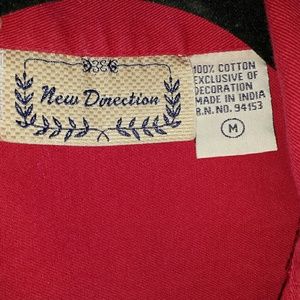 New Direction
100% COTTON
EXCLUSIVE OF
DECORATION
MADE IN INDIA
R.N. NO. 94153
M